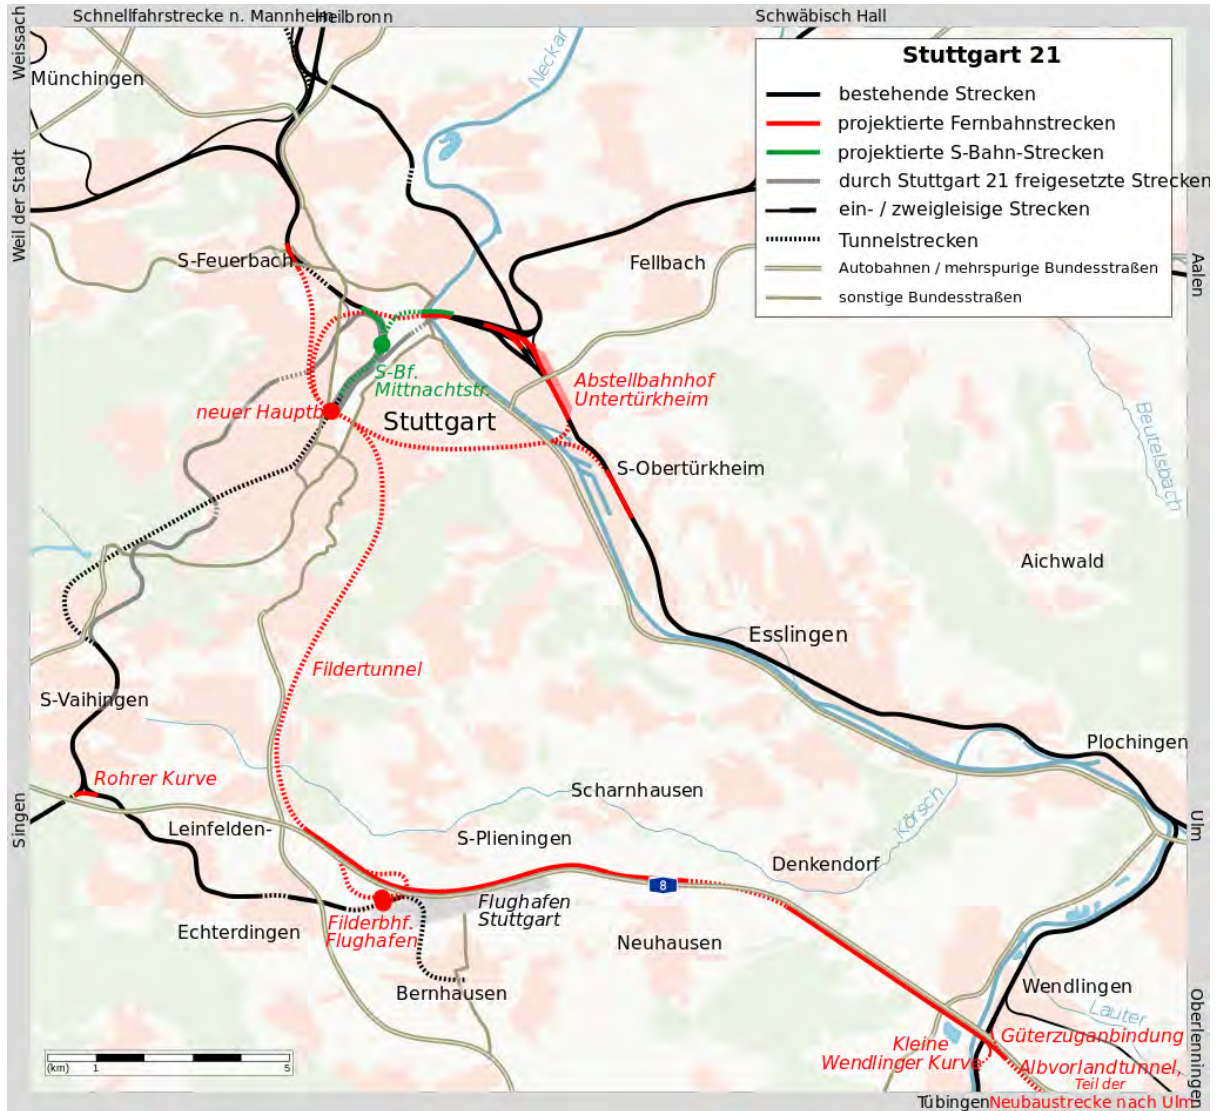 Schnellfahrstrecke n. Mannheim
Heilbronn
Schwäbisch Hall
Weissach
Münchingen
Neckar
Stuttgart 21
bestehende Strecken
projektierte Fernbahnstrecken
projektierte S-Bahn-Strecken
durch Stuttgart 21 freigesetzte Strecken
ein- / zweigleisige Strecken
Tunnelstrecken
Autobahnen / mehrspurige Bundesstraßen
sonstige Bundesstraßen
Weil der Stadt
S-Feuerbach
Fellbach
Aalen
S-Bf.
Mittnachtstr.
Abstellbahnhof
Untertürkheim
neuer Hauptb
Stuttgart
Beutelsbach
S-Obertürkheim
Aichwald
Esslingen
Fildertunnel
S-Vaihingen
Plochingen
Rohrer Kurve
Scharnhausen
Singen
Leinfelden-
S-Plieningen
Körsch
Ulm
Denkendorf
8
Flughafen
Stuttgart
Echterdingen
Filderbhf.
Flughafen
Neuhausen
Bernhausen
Wendlingen
Lauter
Oberlenningen
Kleine
Wendlinger Kurve
Güterzuganbindung
Albvorlandtunnel,
Teil der
Neubaustrecke nach Ulm
Tübingen
(km) 1 5